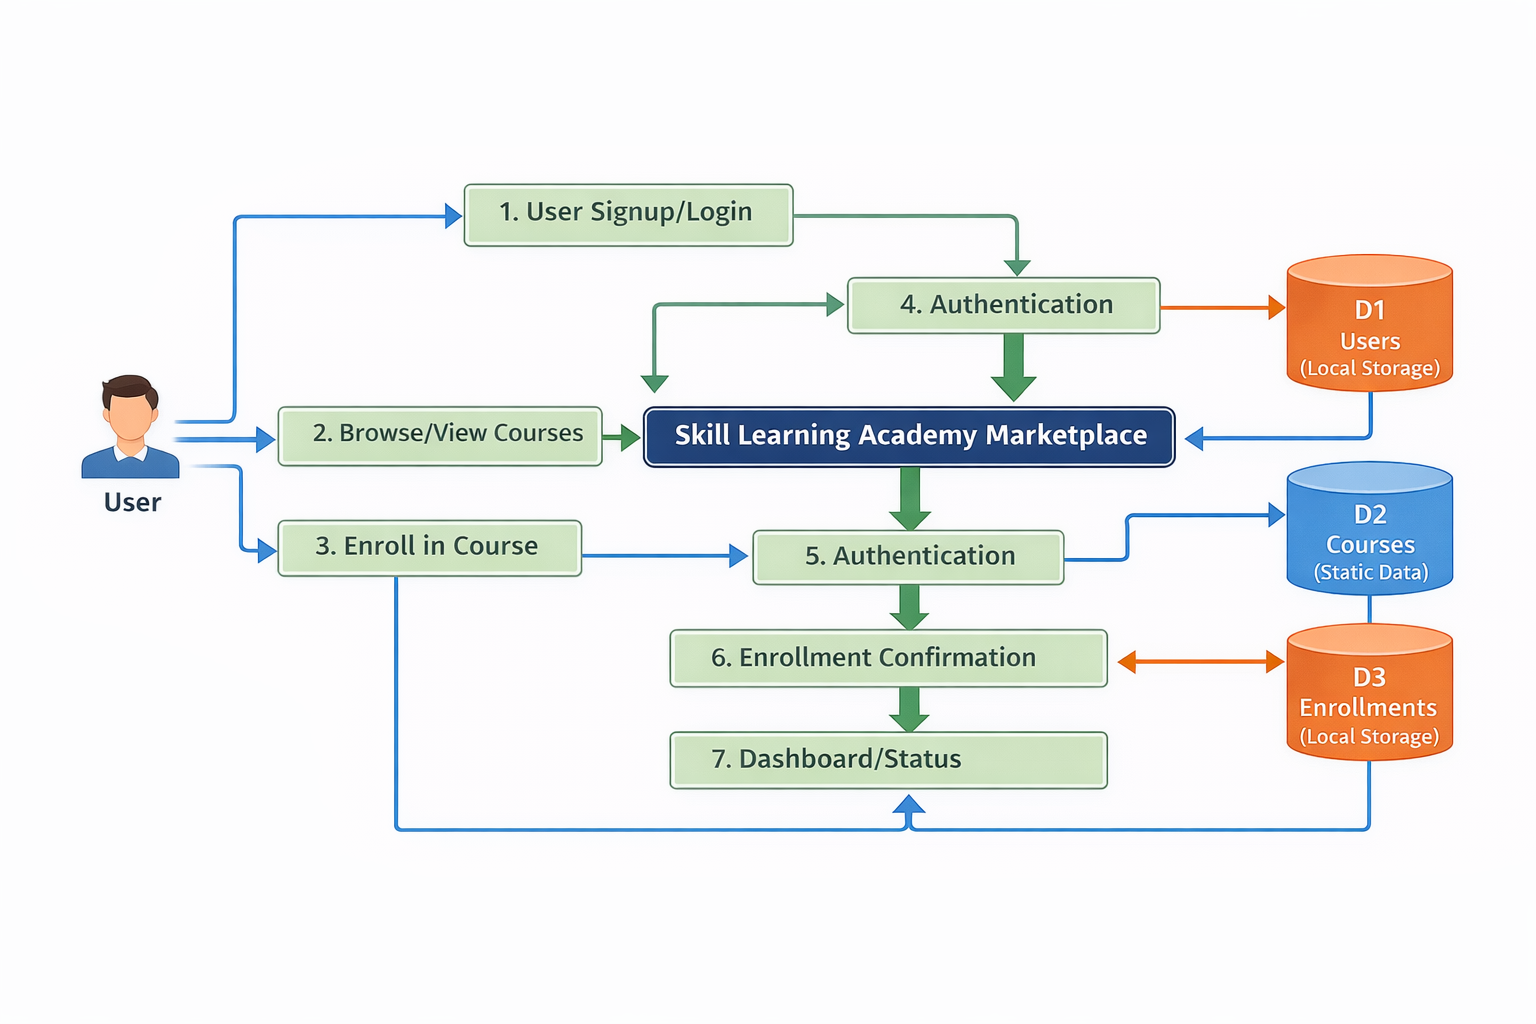 1. User Signup/Login
4. Authentication
D1
Users
(Local Storage)
User
2. Browse/View Courses
Skill Learning Academy Marketplace
3. Enroll in Course
5. Authentication
D2
Courses
(Static Data)
6. Enrollment Confirmation
D3
Enrollments
(Local Storage)
7. Dashboard/Status